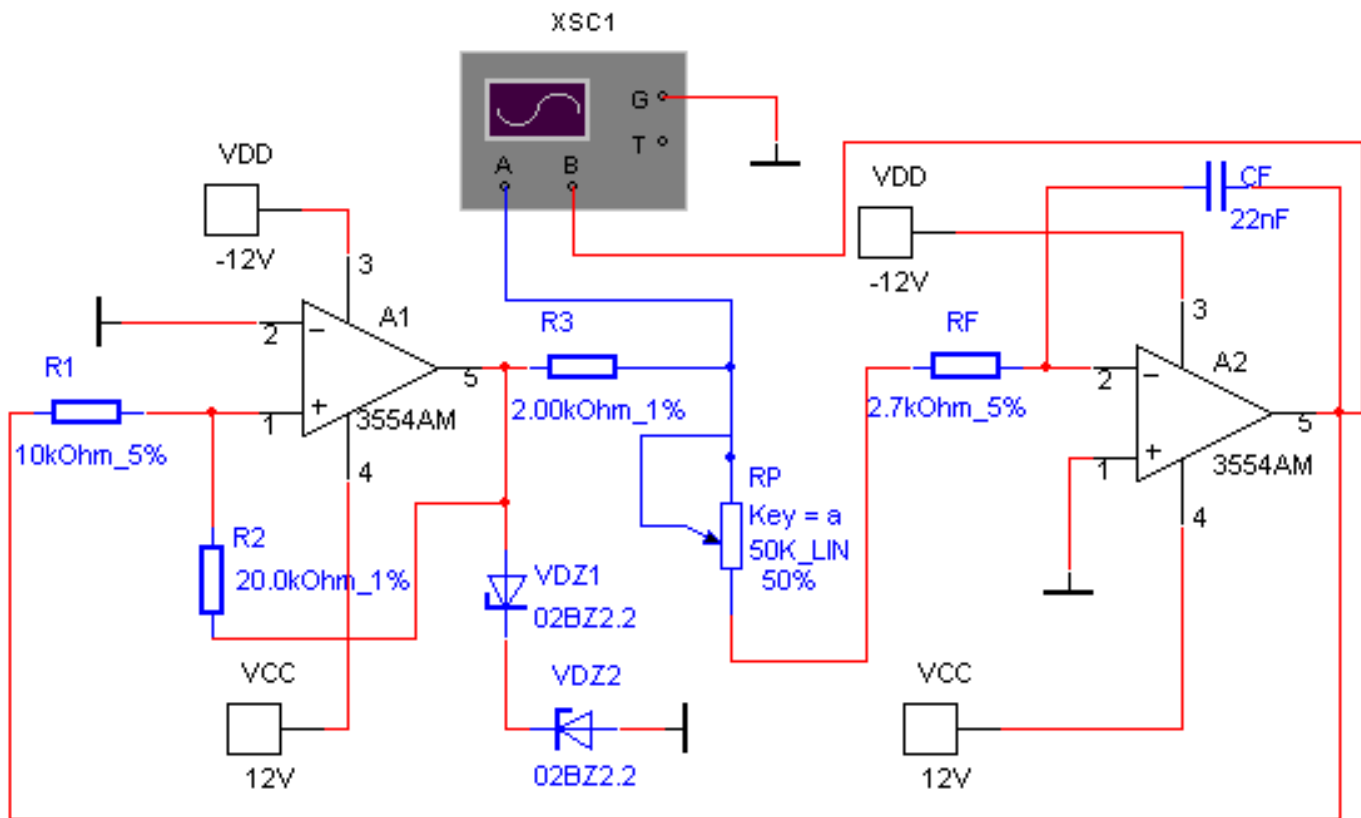 XSC1
G
T
A
B
VDD
-12V
3
2
A1
R1
1
5
3554AM
10kOhm_5%
4
R3
2.00kOhm_1%
R2
20.0kOhm_1%
VDZ1
02BZ2.2
VDZ2
02BZ2.2
VCC
12V
RP
Key = a
50K_LIN
50%
VDD
-12V
CF
22nF
3
RF
2.7kOhm_5%
2
A2
1
5
3554AM
4
VCC
12V